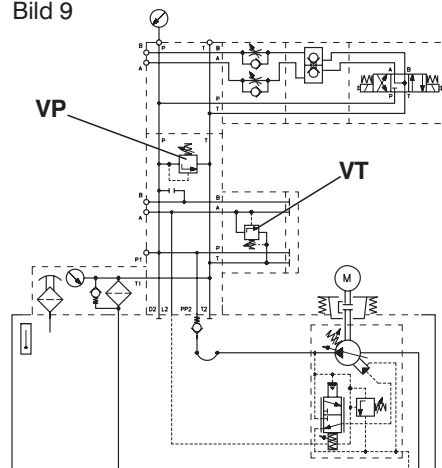 Bild 9
B P T B B
A A A B
P P T
T
VP
P T
VT
B B
A A
P1 P
T
T1
D2 L2 PP2 T2
M